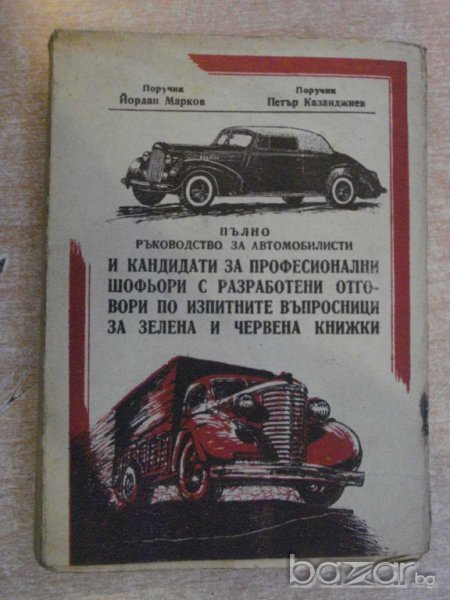 Поручик
Йордан Марков
Поручик
Петър Казанджиев
ПЪЛНО
РЪКОВОДСТВО ЗА АВТОМОБИЛИСТИ
И КАНДИДАТИ ЗА ПРОФЕСИОНАЛНИ
ШОФЬОРИ С РАЗРАБОТЕНИ ОТГО-
ВОРИ ПО ИЗПИТНИТЕ ВЪПРОСНИЦИ
ЗА ЗЕЛЕНА И ЧЕРВЕНА КНИЖКИ
bazar.bg